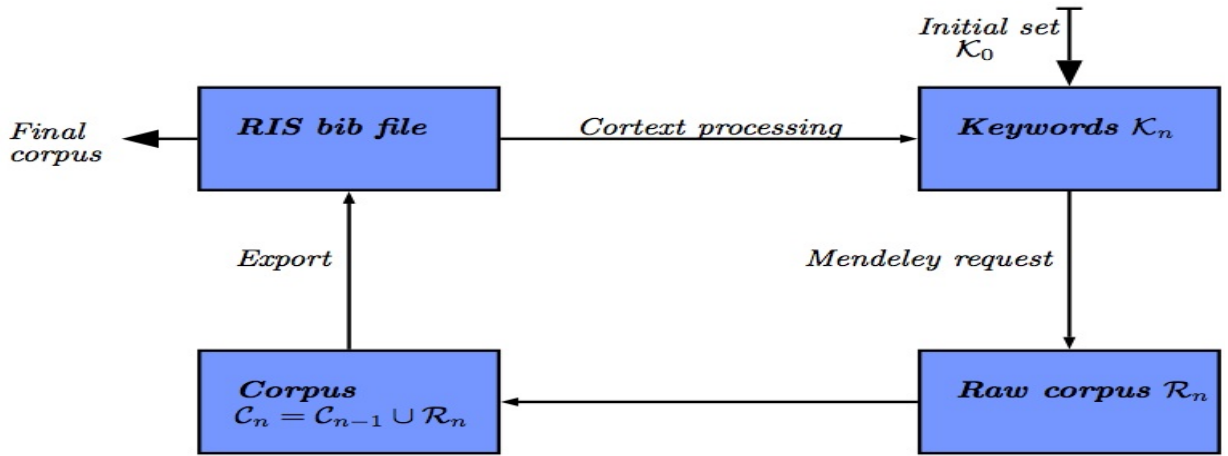 Initial set
𝒦₀
RIS bib file
Cortext processing
Keywords 𝒦ₙ
Final
corpus
Export
Mendeley request
Corpus
𝒞ₙ = 𝒞ₙ₋₁ ∪ ℛₙ
Raw corpus ℛₙ